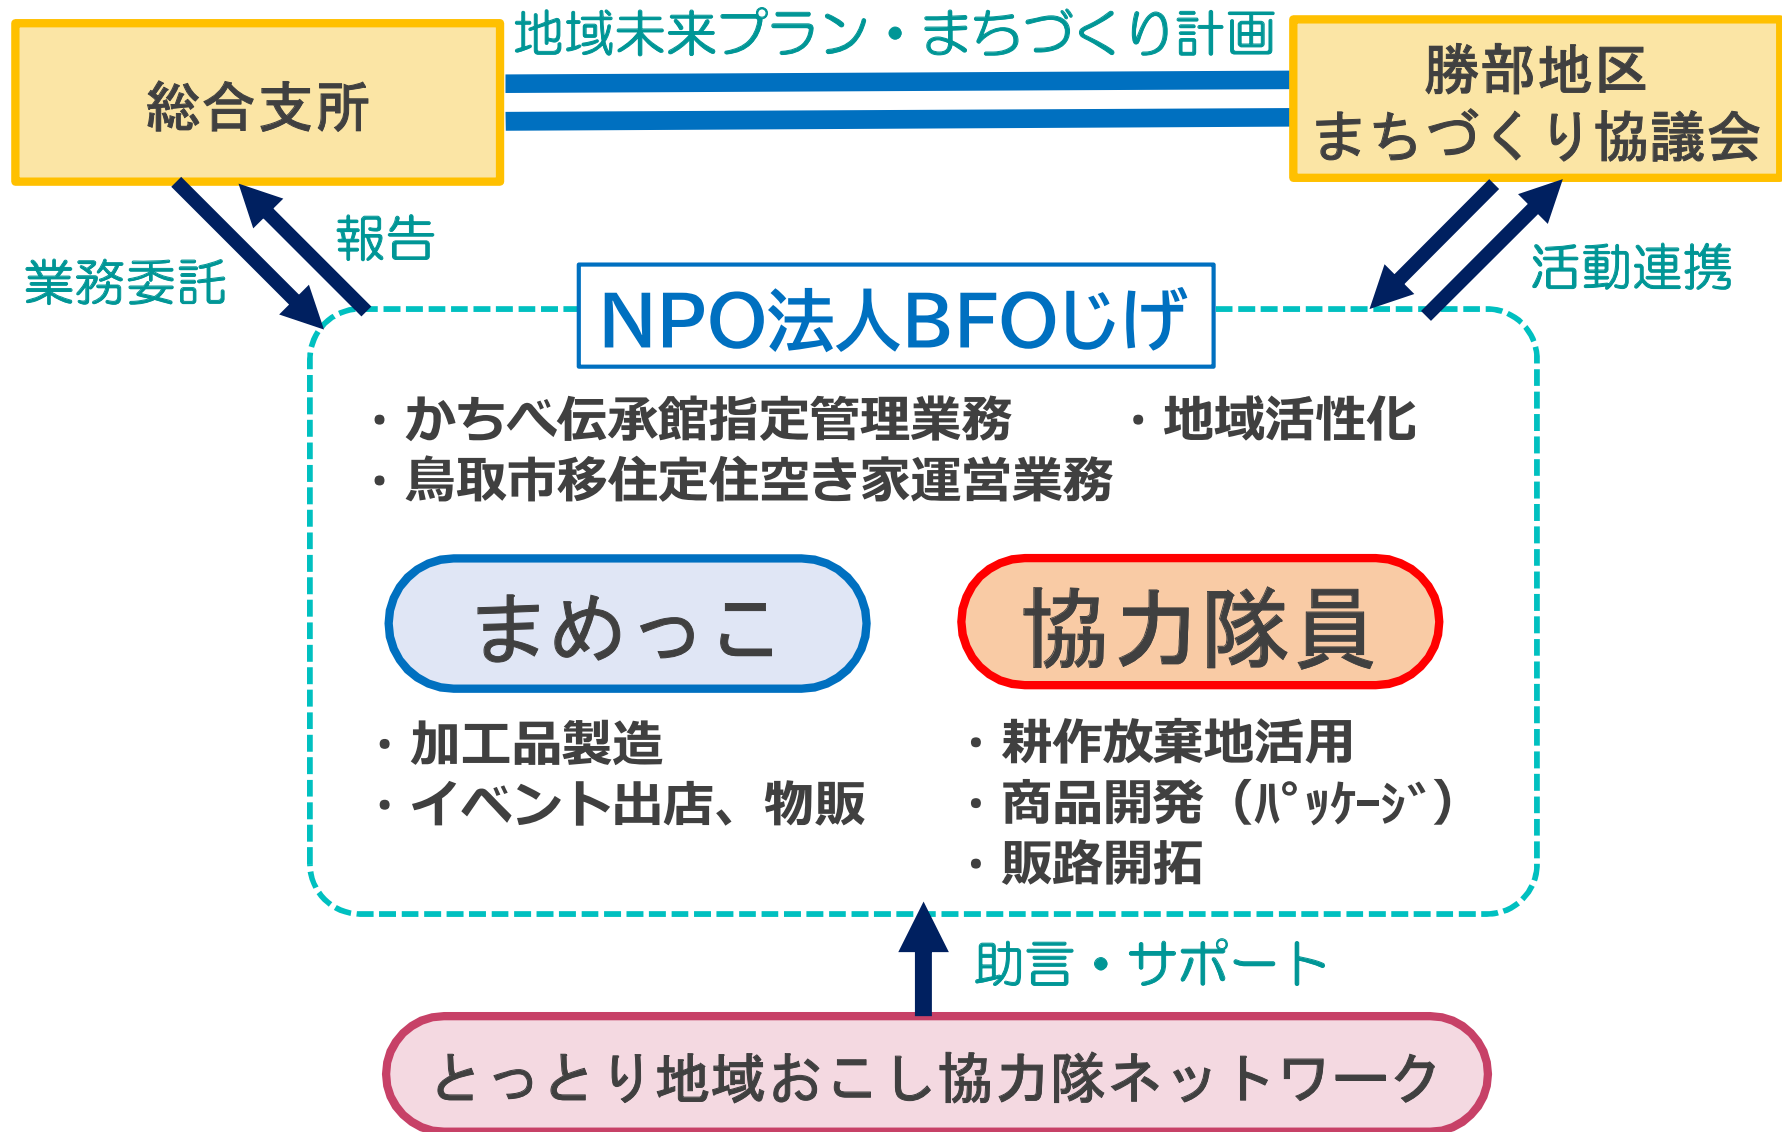 地域未来プラン・まちづくり計画
総合支所
勝部地区
まちづくり協議会
報告
業務委託
活動連携
NPO法人BFOじげ
・かちべ伝承館指定管理業務
・地域活性化
・鳥取市移住定住空き家運営業務
まめっこ
協力隊員
・加工品製造
・イベント出店、物販
・耕作放棄地活用
・商品開発（ﾊﾟｯｹｰｼﾞ）
・販路開拓
助言・サポート
とっとり地域おこし協力隊ネットワーク